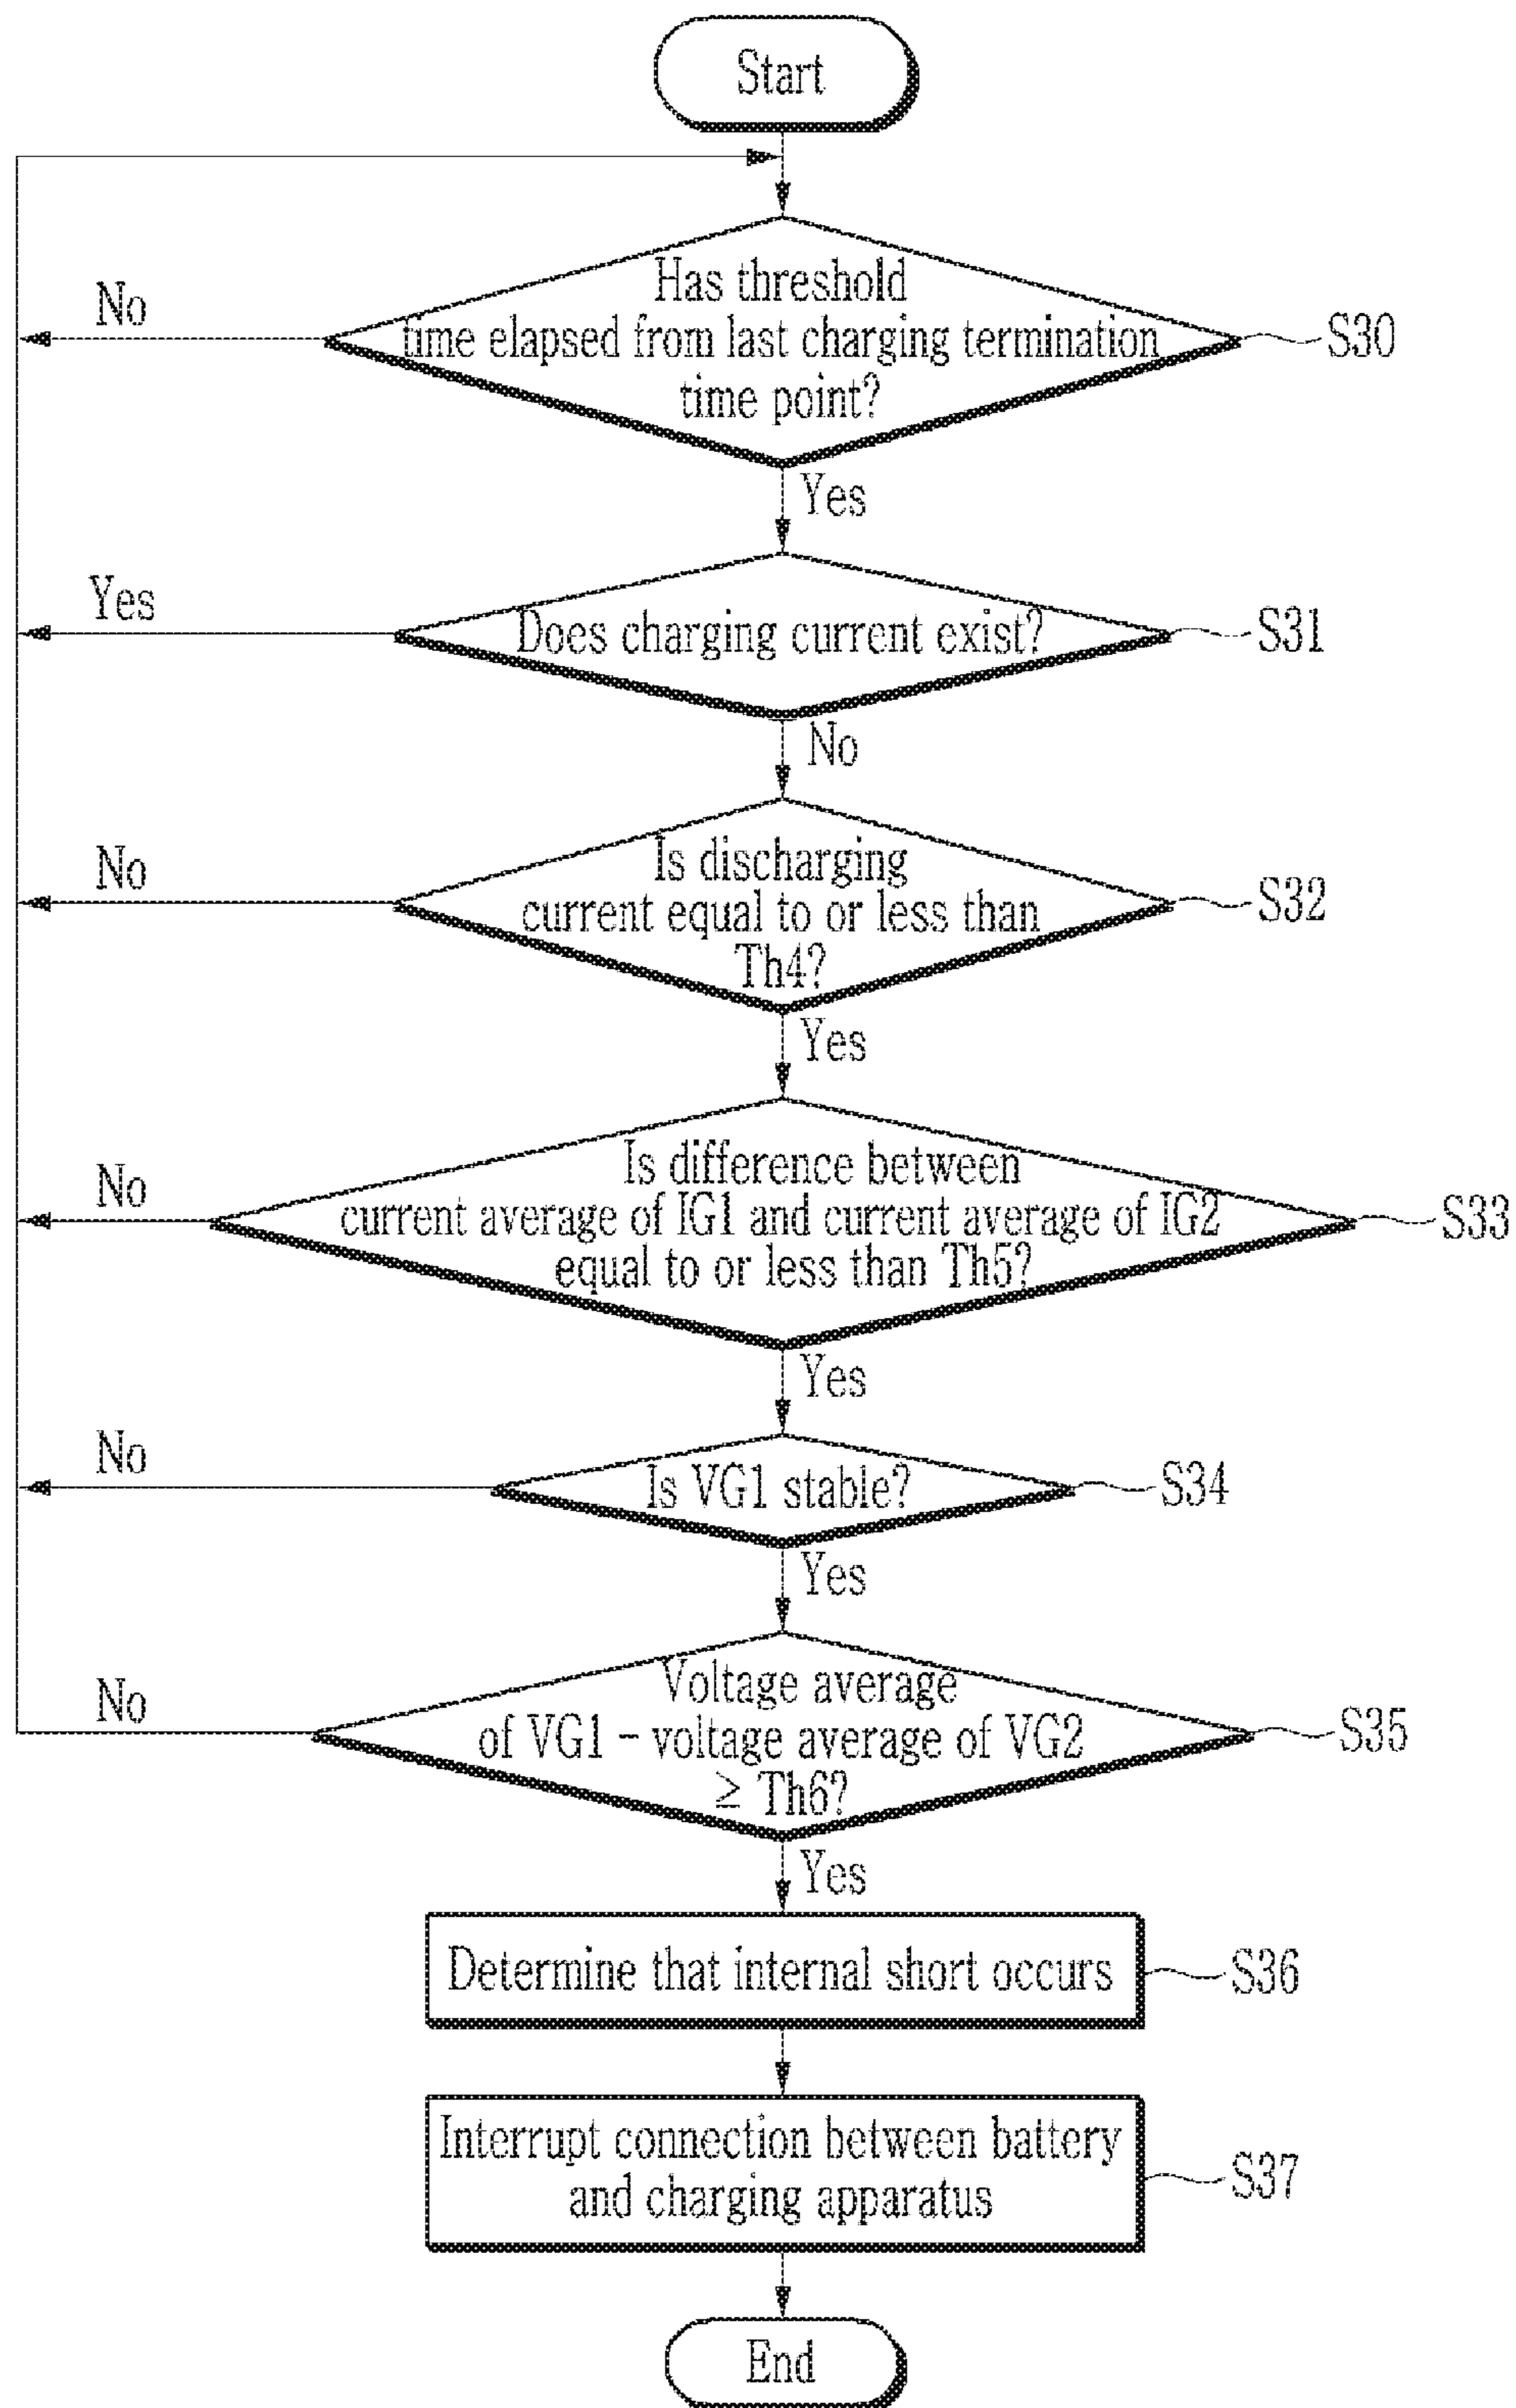 Start
Has threshold
time elapsed from last charging termination
time point?
No
S30
Yes
Does charging current exist?
Yes
S31
No
Is discharging
current equal to or less than
Th4?
No
S32
Yes
Is difference between
current average of IG1 and current average of IG2
equal to or less than Th5?
No
S33
Yes
Is VG1 stable?
No
S34
Yes
Voltage average
of VG1 – voltage average of VG2
≥ Th6?
No
S35
Yes
Determine that internal short occurs
S36
Interrupt connection between battery
and charging apparatus
S37
End